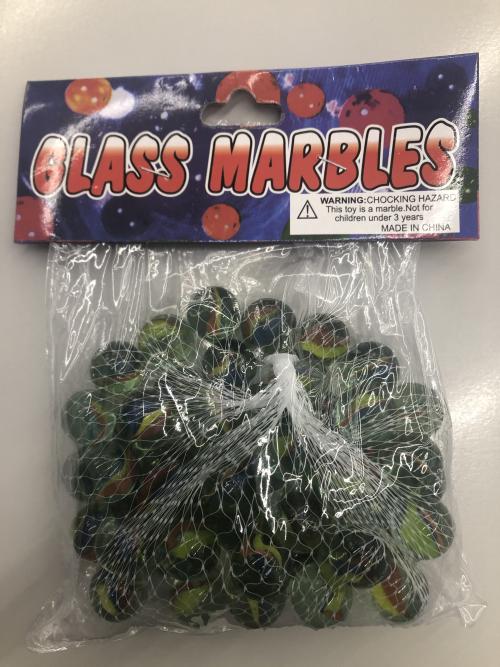 GLASS MARBLES
WARNING:CHOCKING HAZARD
This toy is a marble.Not for
children under 3 years
MADE IN CHINA